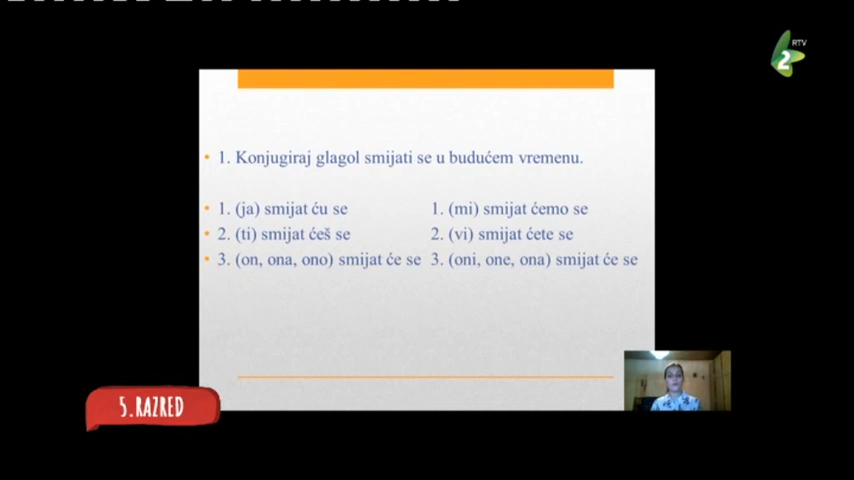 RTV
2
1. Konjugiraj glagol smijati se u budućem vremenu.
1. (ja) smijat ću se
1. (mi) smijat ćemo se
2. (ti) smijat ćeš se
2. (vi) smijat ćete se
3. (on, ona, ono) smijat će se
3. (oni, one, ona) smijat će se
5.RAZRED